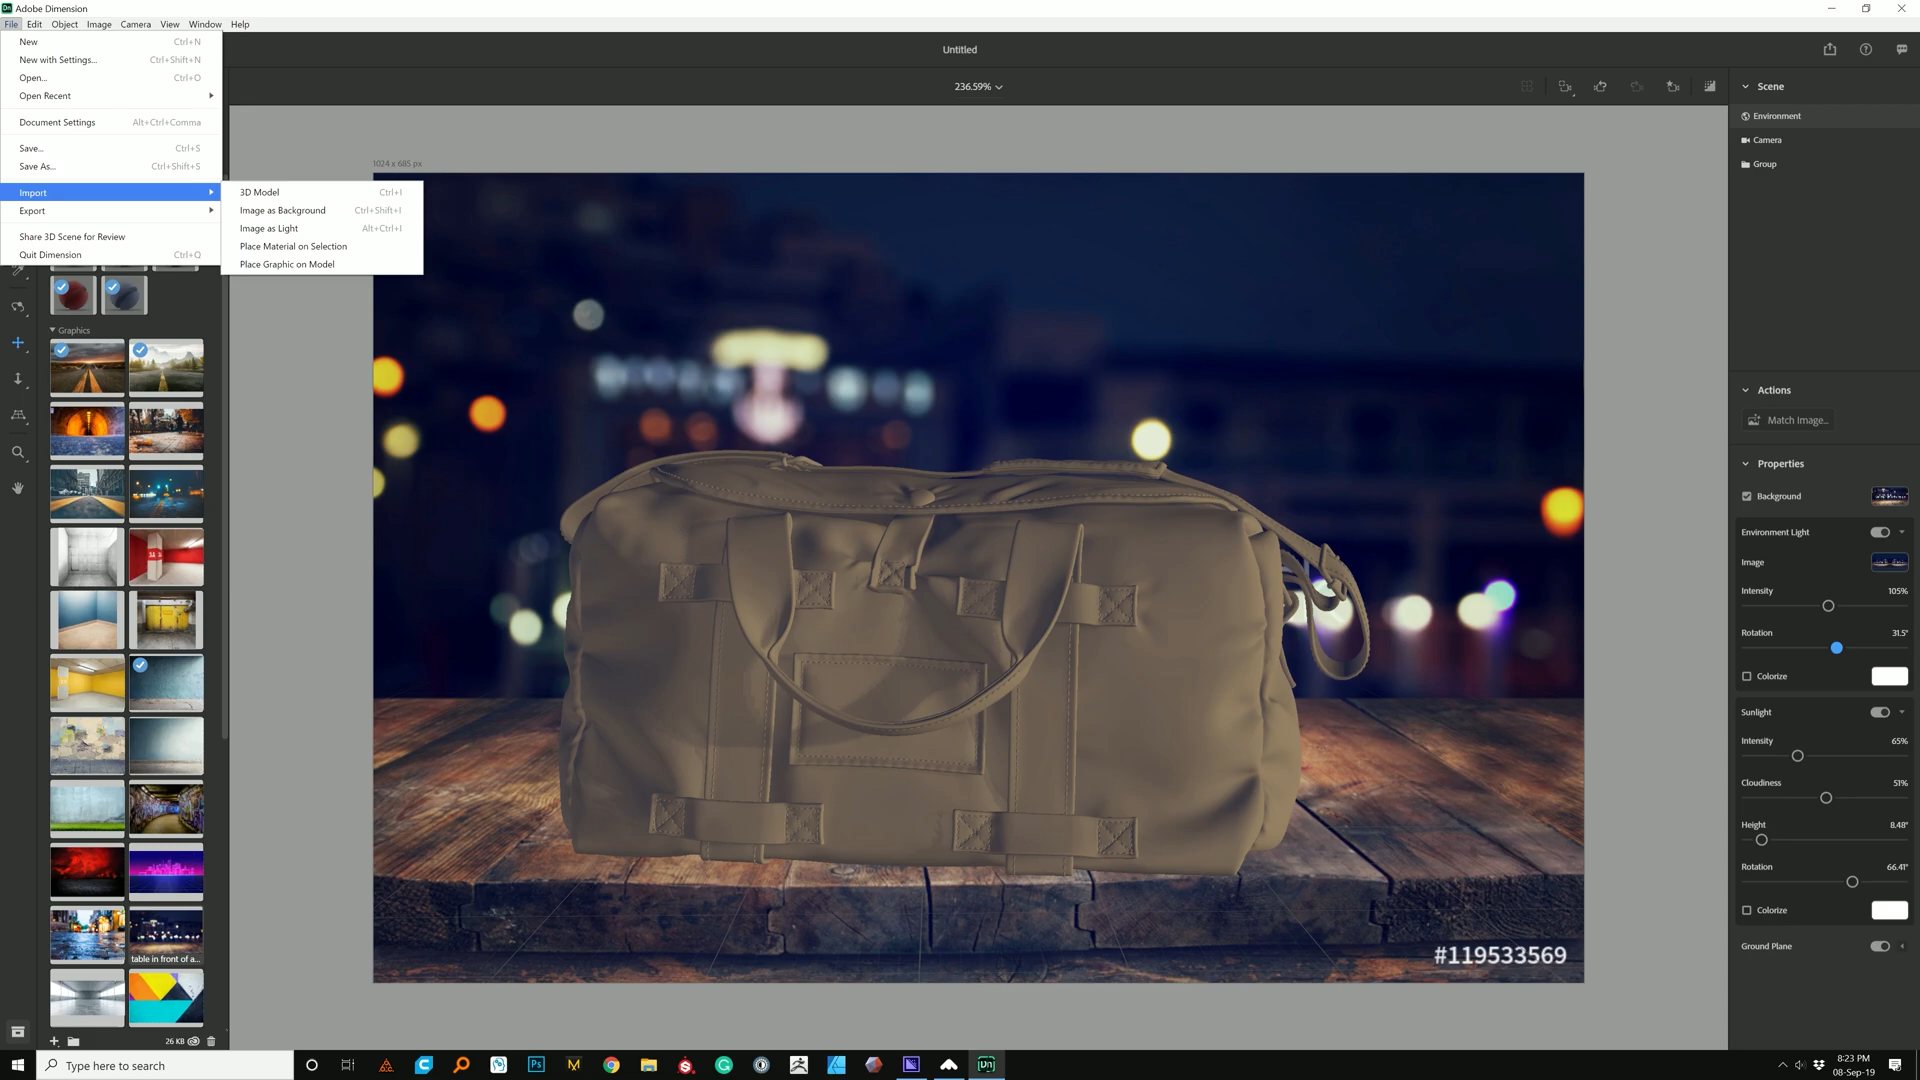 Dn Adobe Dimension
File Edit Object Image Camera View Window Help
New Ctrl+N
New with Settings... Ctrl+Shift+N
Open... Ctrl+O
Open Recent
Document Settings Alt+Ctrl+Comma
Save... Ctrl+S
Save As... Ctrl+Shift+S
Import
Export
Share 3D Scene for Review
Quit Dimension Ctrl+Q
3D Model Ctrl+I
Image as Background Ctrl+Shift+I
Image as Light Alt+Ctrl+I
Place Material on Selection
Place Graphic on Model
Untitled
236.59%
1024 x 685 px
Graphics
table in front of a...
26 KB
#119533569
Scene
Environment
Camera
Group
Actions
Match Image...
Properties
Background
Environment Light
Image
Intensity 105%
Rotation 31.5°
Colorize
Sunlight
Intensity 65%
Cloudiness 51%
Height 8.48°
Rotation 66.41°
Colorize
Ground Plane
Type here to search
Ps
Dn
8:23 PM
08-Sep-19